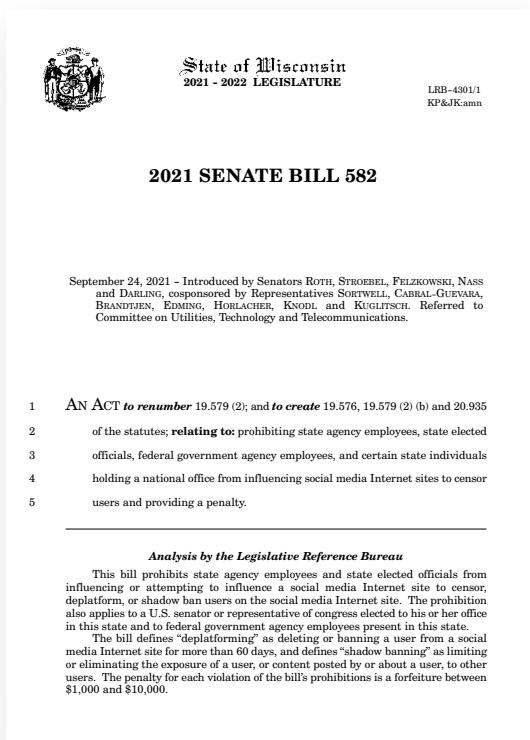 State of Wisconsin
2021 - 2022 LEGISLATURE
LRB-4301/1
KP&JK:amn
2021 SENATE BILL 582
September 24, 2021 - Introduced by Senators ROTH, STROEBEL, FELZKOWSKI, NASS
and DARLING, cosponsored by Representatives SORTWELL, CABRAL-GUEVARA,
BRANDTJEN, EDMING, HORLACHER, KNODL and KUGLITSCH. Referred to
Committee on Utilities, Technology and Telecommunications.
1 AN ACT to renumber 19.579 (2); and to create 19.576, 19.579 (2) (b) and 20.935
2 of the statutes; relating to: prohibiting state agency employees, state elected
3 officials, federal government agency employees, and certain state individuals
4 holding a national office from influencing social media Internet sites to censor
5 users and providing a penalty.
Analysis by the Legislative Reference Bureau
This bill prohibits state agency employees and state elected officials from
influencing or attempting to influence a social media Internet site to censor,
deplatform, or shadow ban users on the social media Internet site. The prohibition
also applies to a U.S. senator or representative of congress elected to his or her office
in this state and to federal government agency employees present in this state.
The bill defines “deplatforming” as deleting or banning a user from a social
media Internet site for more than 60 days, and defines “shadow banning” as limiting
or eliminating the exposure of a user, or content posted by or about a user, to other
users. The penalty for each violation of the bill's prohibitions is a forfeiture between
$1,000 and $10,000.